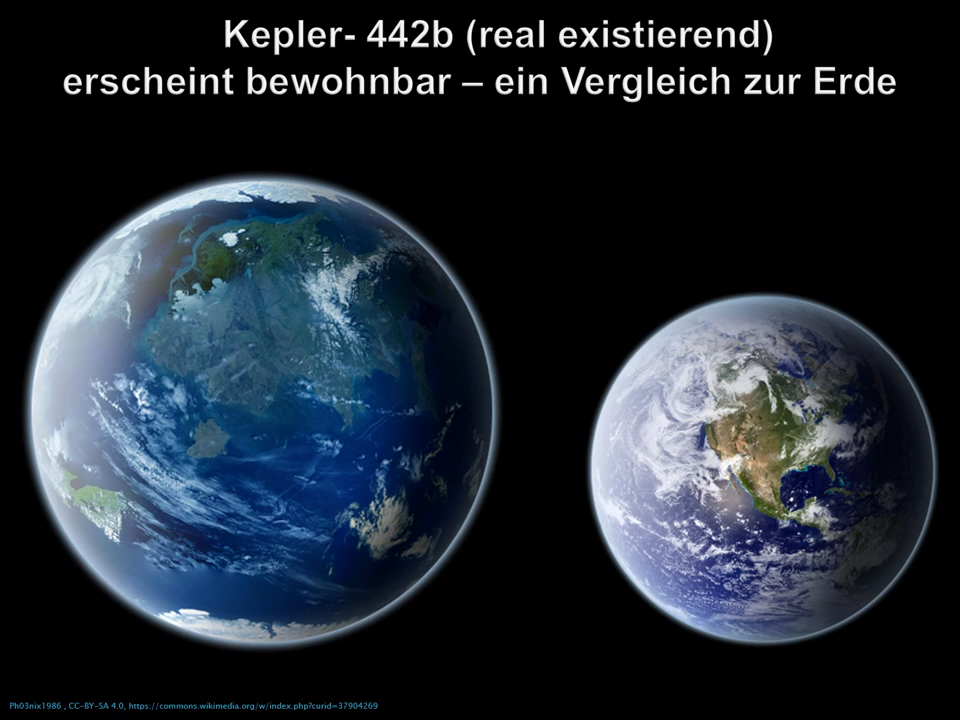 Kepler- 442b (real existierend)
erscheint bewohnbar – ein Vergleich zur Erde
Ph03nix1986 , CC-BY-SA 4.0, https://commons.wikimedia.org/w/index.php?curid=37904269